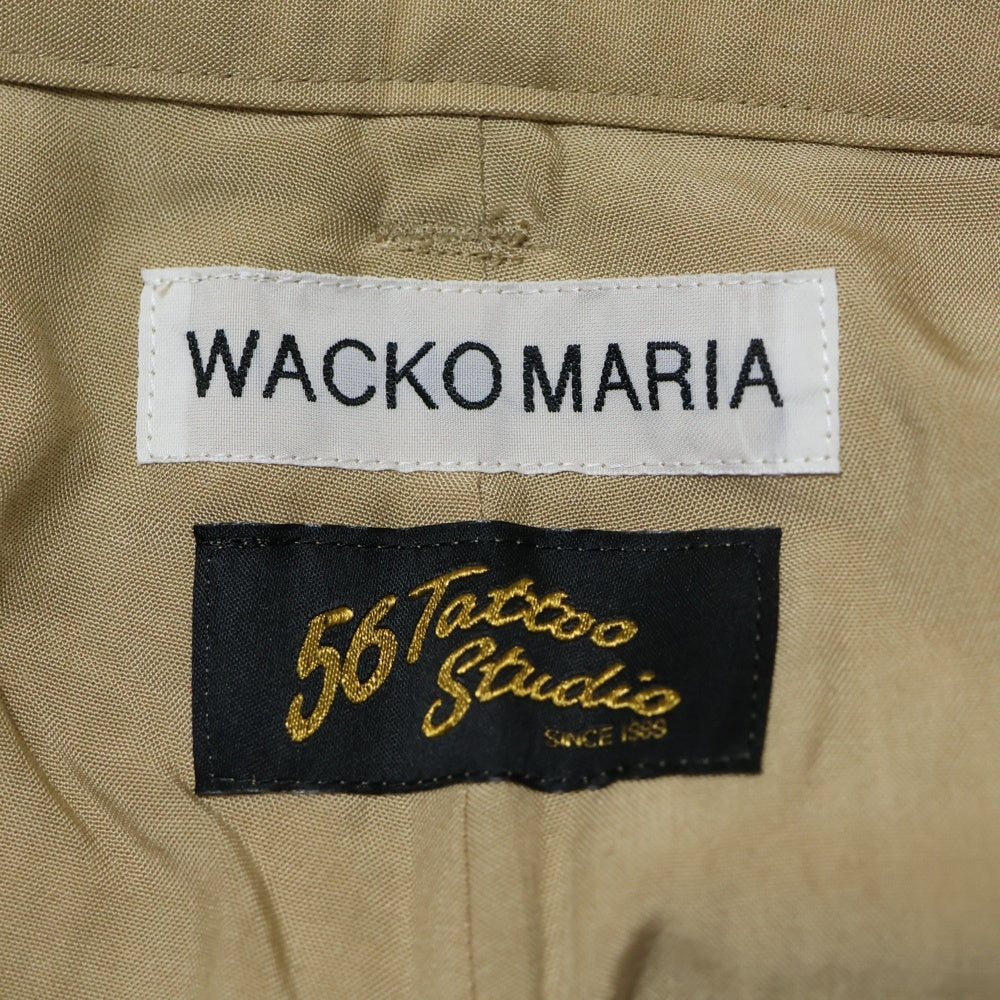 WACKO MARIA
56 Tattoo
Studio
SINCE 1989